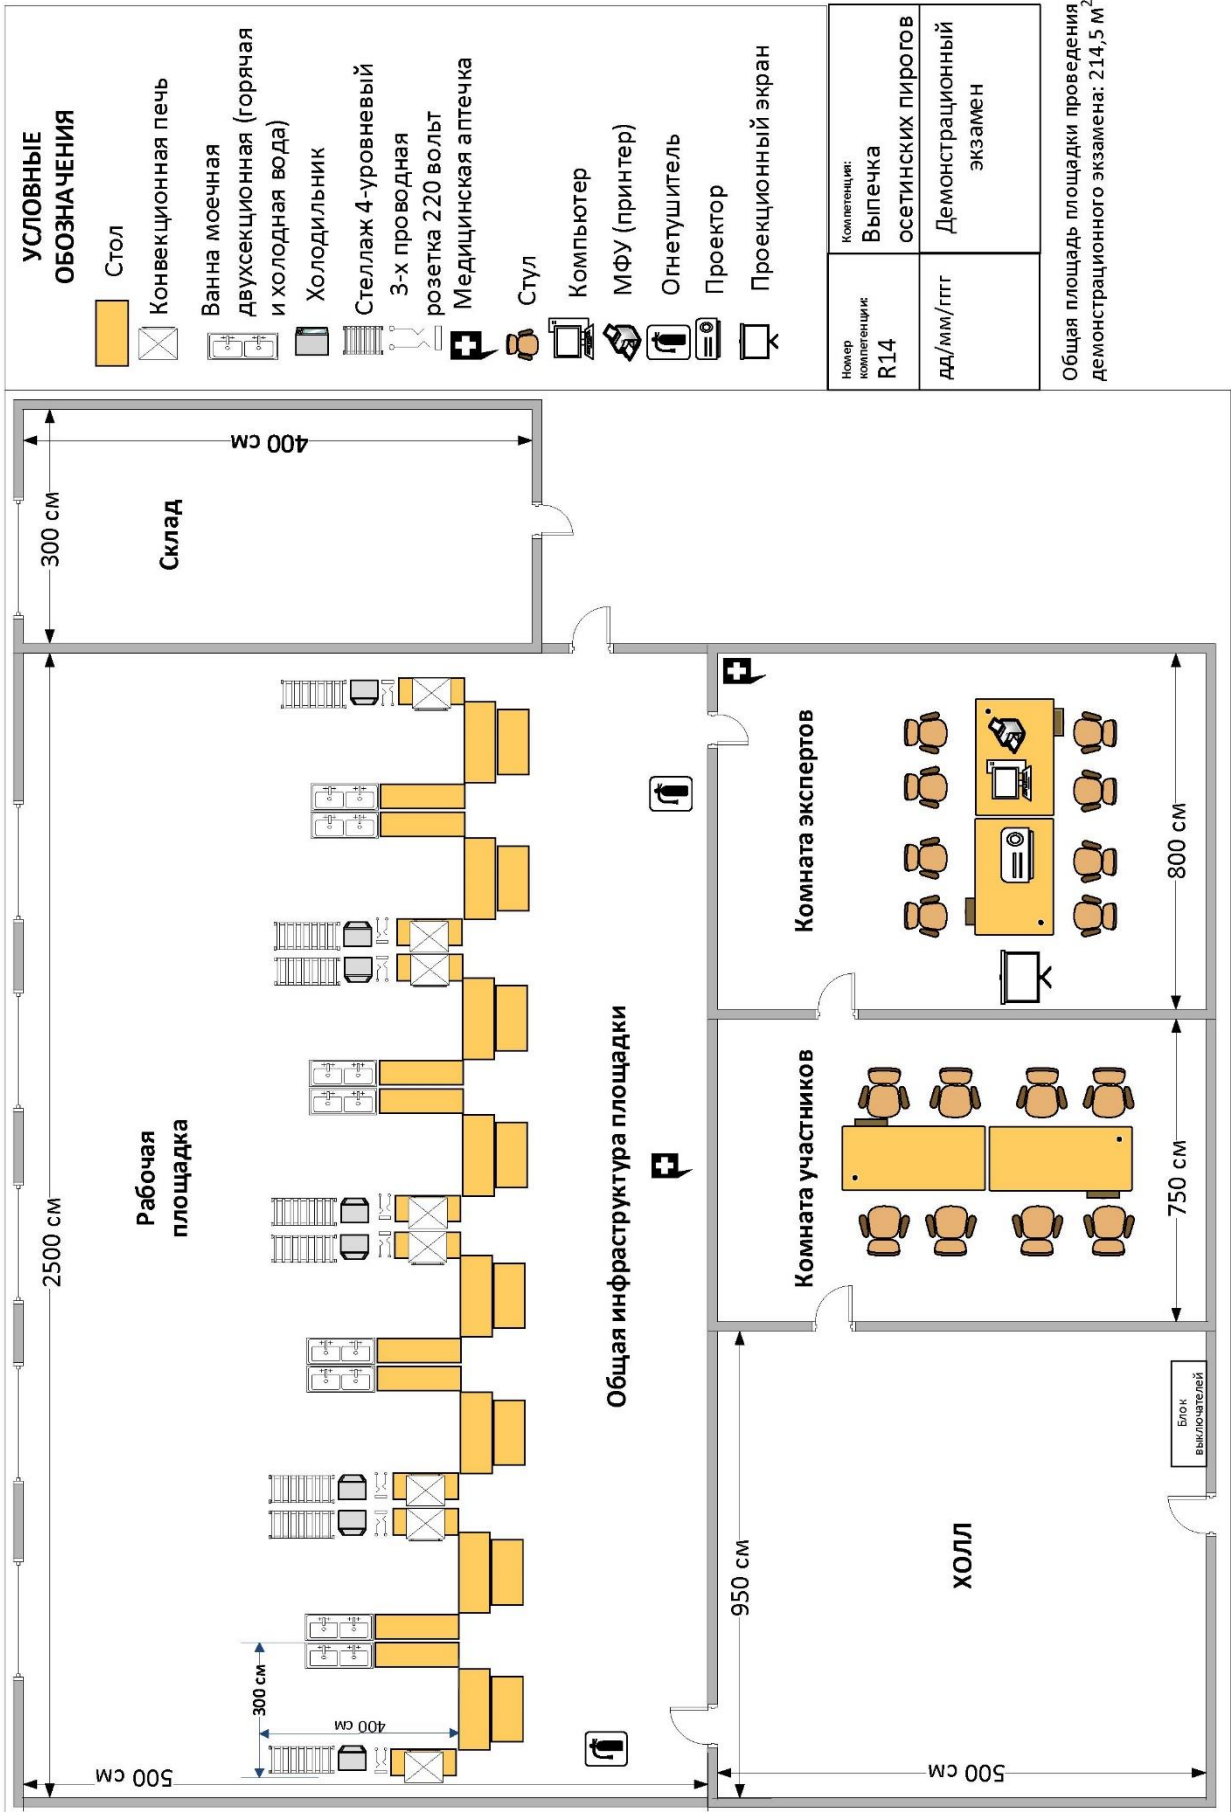 УСЛОВНЫЕ
ОБОЗНАЧЕНИЯ
Стол
Конвекционная печь
Ванна моечная
двухсекционная (горячая
и холодная вода)
Холодильник
Стеллаж 4-уровневый
3-х проводная
розетка 220 вольт
Медицинская аптечка
Стул
Компьютер
МФУ (принтер)
Огнетушитель
Проектор
Проекционный экран
Номер
компетенции:
R14
Компетенция:
Выпечка
осетинских пирогов
дд/мм/гггг
Демонстрационный
экзамен
Общая площадь площадки проведения
демонстрационного экзамена: 214,5 м²
2500 см
300 см
Рабочая
площадка
Склад
400 см
300 см
400 см
500 см
Общая инфраструктура площадки
950 см
Комната участников
Комната экспертов
ХОЛЛ
500 см
750 см
800 см
Блок
выключателей